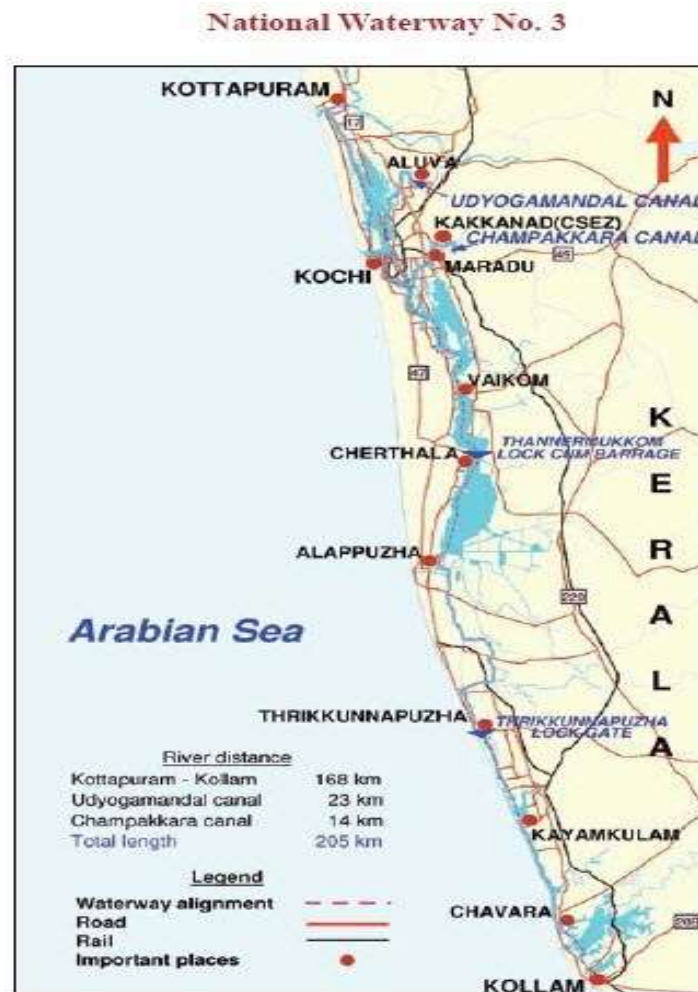 National Waterway No. 3
KOTTAPURAM
N
17
ALUVA
UDYOGAMANDAL CANAL
KAKKANAD(CSEZ)
CHAMPAKKARA CANAL
KOCHI
MARADU
47
VAIKOM
THANNERMUKKOM
LOCK CUM BARRAGE
CHERTHALA
ALAPPUZHA
220
KERALA
Arabian Sea
THRIKKUNNAPUZHA
THRIKKUNNAPUZHA
LOCK GATE
River distance
Kottapuram - Kollam 168 km
Udyogamandal canal 23 km
Champakkara canal 14 km
Total length 205 km
KAYAMKULAM
Legend
Waterway alignment
Road
Rail
Important places
CHAVARA
KOLLAM